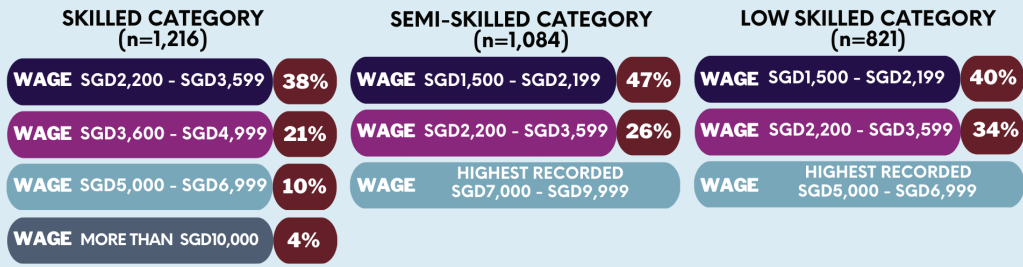 SKILLED CATEGORY
(n=1,216)
WAGE SGD2,200 - SGD3,599 38%
WAGE SGD3,600 - SGD4,999 21%
WAGE SGD5,000 - SGD6,999 10%
WAGE MORE THAN SGD10,000 4%
SEMI-SKILLED CATEGORY
(n=1,084)
WAGE SGD1,500 - SGD2,199 47%
WAGE SGD2,200 - SGD3,599 26%
WAGE HIGHEST RECORDED
SGD7,000 - SGD9,999
LOW SKILLED CATEGORY
(n=821)
WAGE SGD1,500 - SGD2,199 40%
WAGE SGD2,200 - SGD3,599 34%
WAGE HIGHEST RECORDED
SGD5,000 - SGD6,999